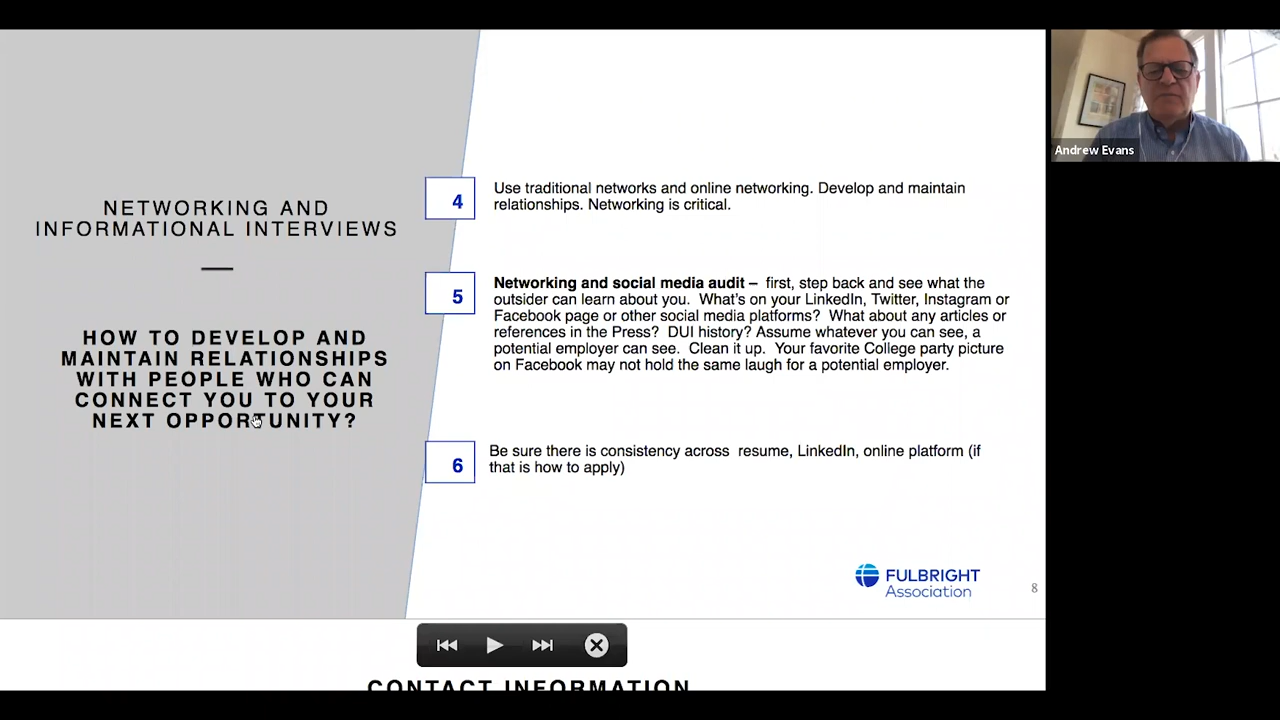 NETWORKING AND
INFORMATIONAL INTERVIEWS
HOW TO DEVELOP AND
MAINTAIN RELATIONSHIPS
WITH PEOPLE WHO CAN
CONNECT YOU TO YOUR
NEXT OPPORTUNITY?
4
Use traditional networks and online networking. Develop and maintain
relationships. Networking is critical.
5
Networking and social media audit – first, step back and see what the
outsider can learn about you. What's on your LinkedIn, Twitter, Instagram or
Facebook page or other social media platforms? What about any articles or
references in the Press? DUI history? Assume whatever you can see, a
potential employer can see. Clean it up. Your favorite College party picture
on Facebook may not hold the same laugh for a potential employer.
6
Be sure there is consistency across resume, LinkedIn, online platform (if
that is how to apply)
FULBRIGHT
Association
8
CONTACT INFORMATION
Andrew Evans